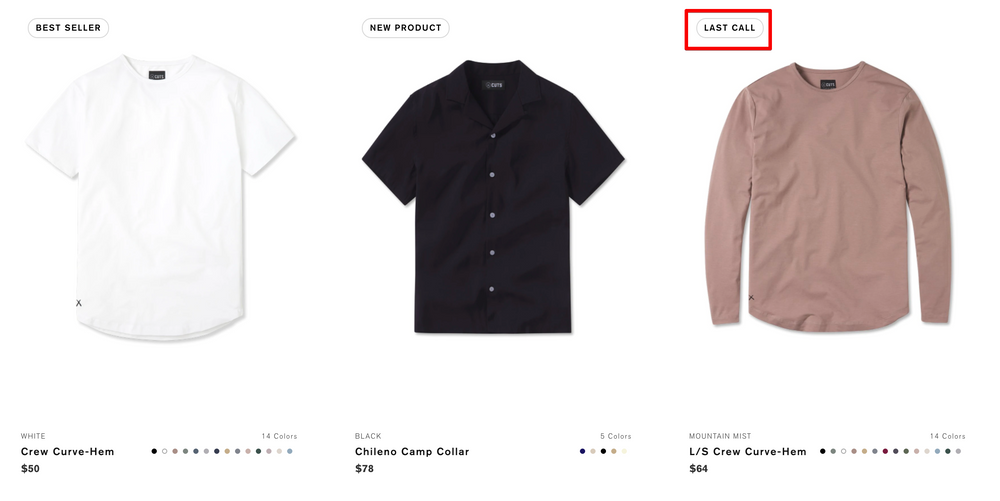 BEST SELLER
NEW PRODUCT
LAST CALL
CUTS
CUTS
CUTS
WHITE
14 Colors
Crew Curve-Hem
$50
BLACK
5 Colors
Chileno Camp Collar
$78
MOUNTAIN MIST
14 Colors
L/S Crew Curve-Hem
$64